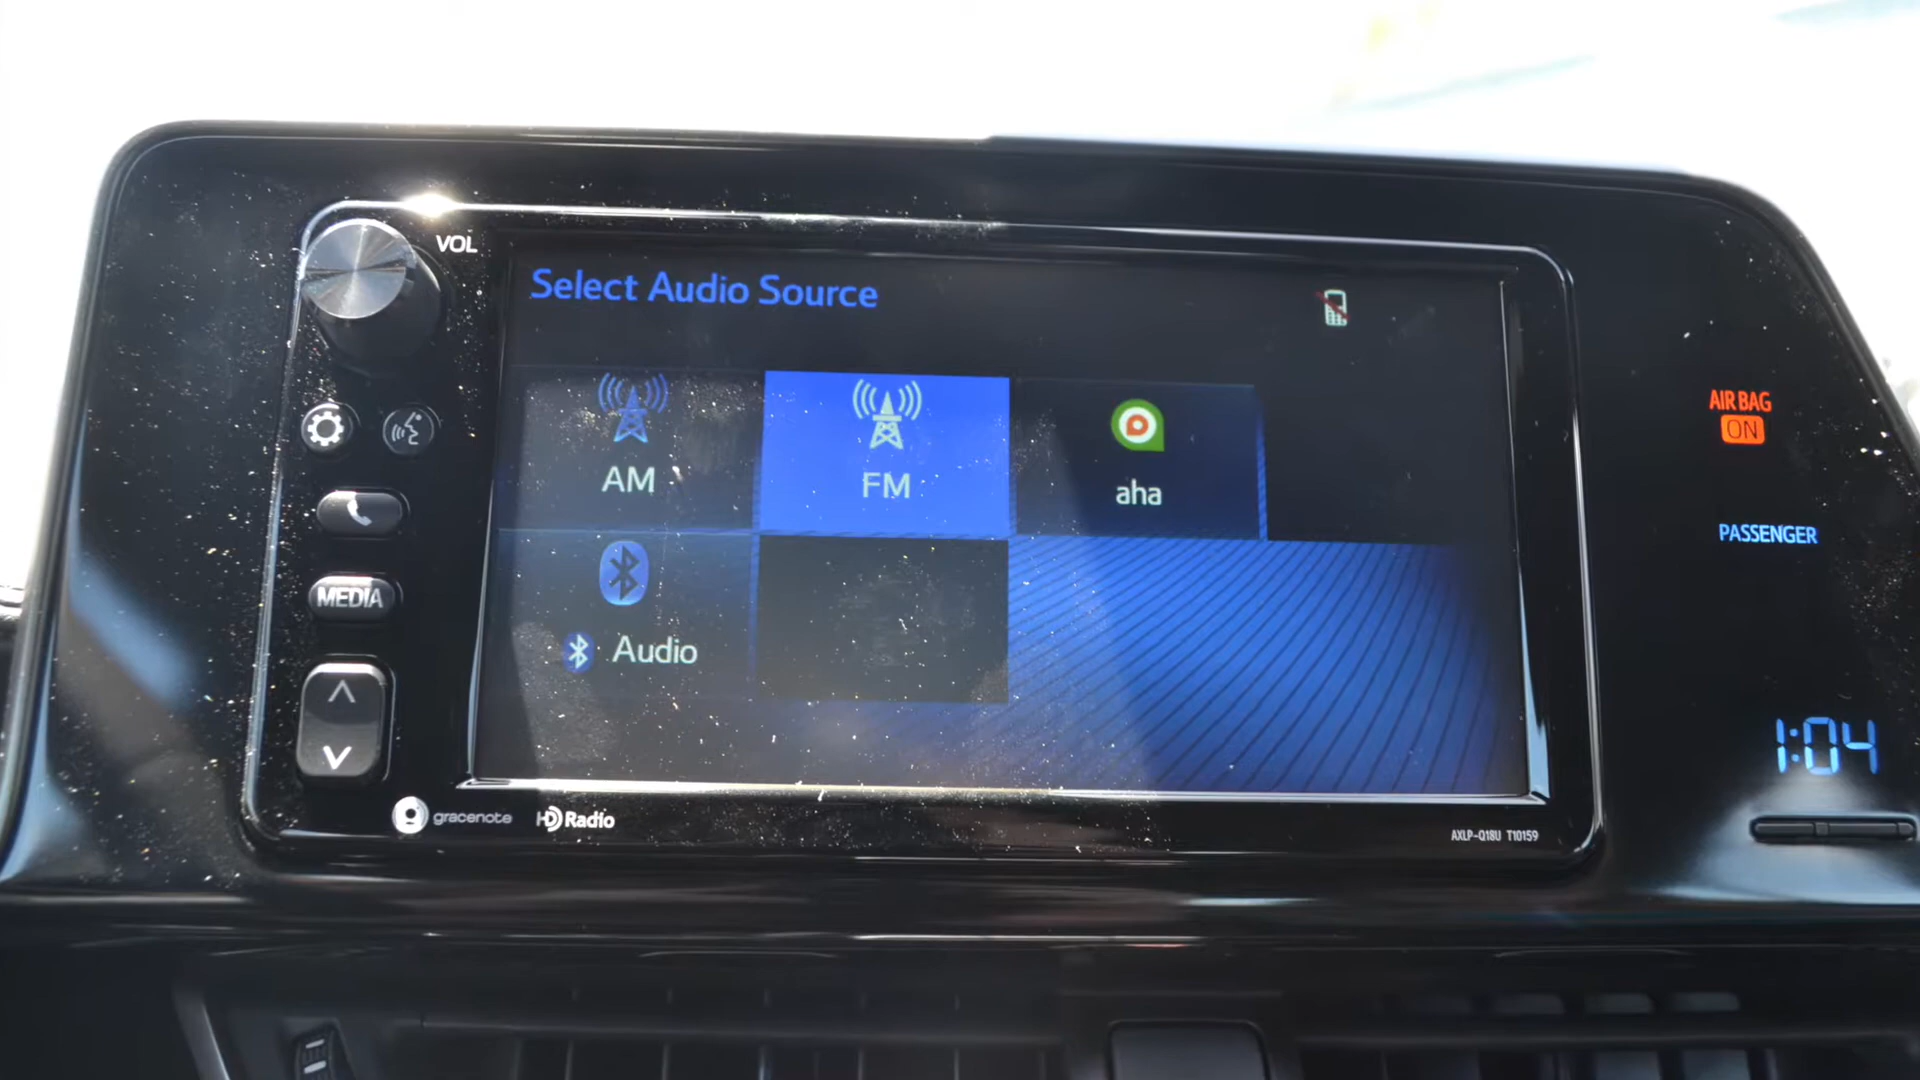 VOL
Select Audio Source
AM
FM
aha
Audio
MEDIA
gracenote
HD Radio
AXLP-Q18U T10159
AIR BAG
ON
PASSENGER
1:04